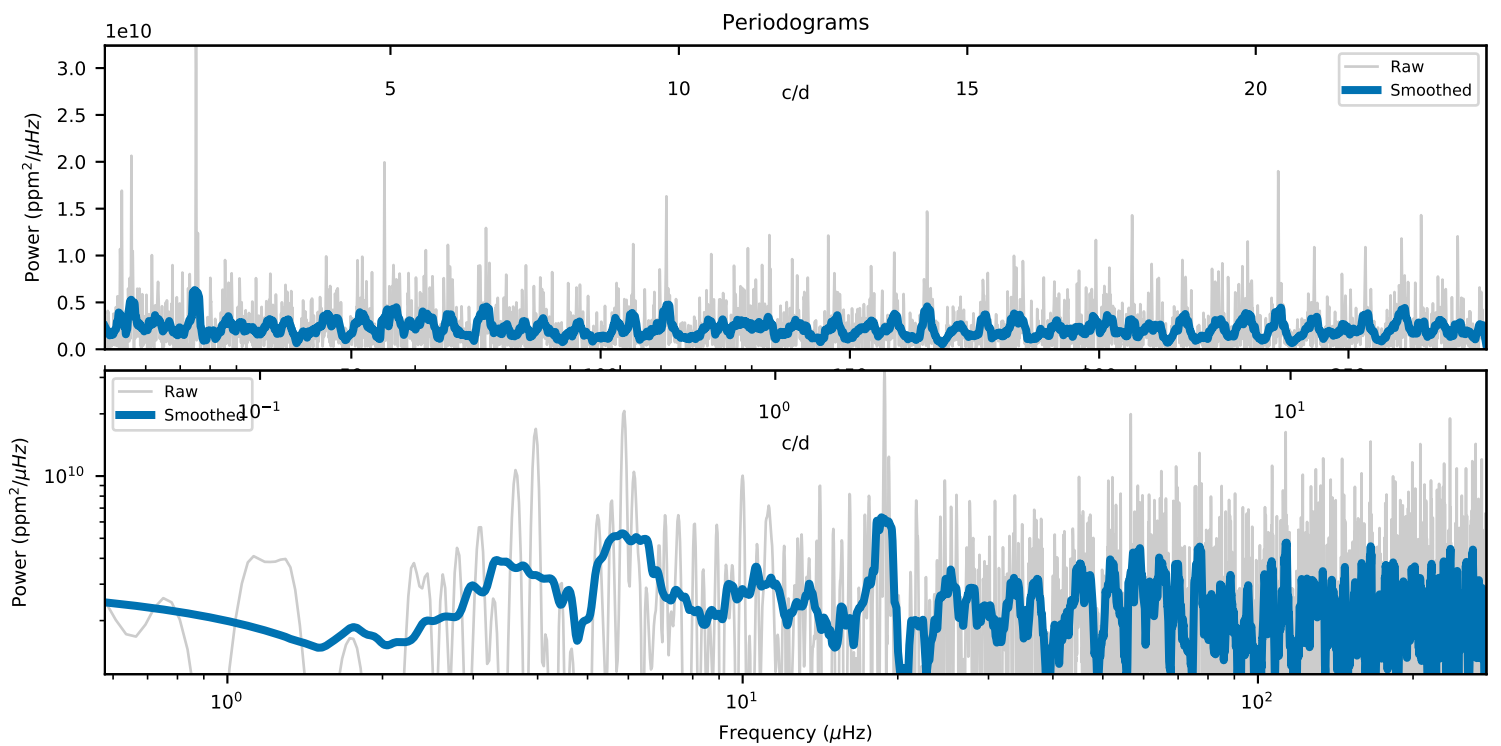 Periodograms
1e10
Power (ppm²/μHz)
3.0
2.5
2.0
1.5
1.0
0.5
0.0
5
10
15
20
c/d
Raw
Smoothed
Power (ppm²/μHz)
10¹⁰
Raw
Smoothed
10⁻¹
10⁰
10¹
c/d
10⁰
10¹
10²
Frequency (μHz)